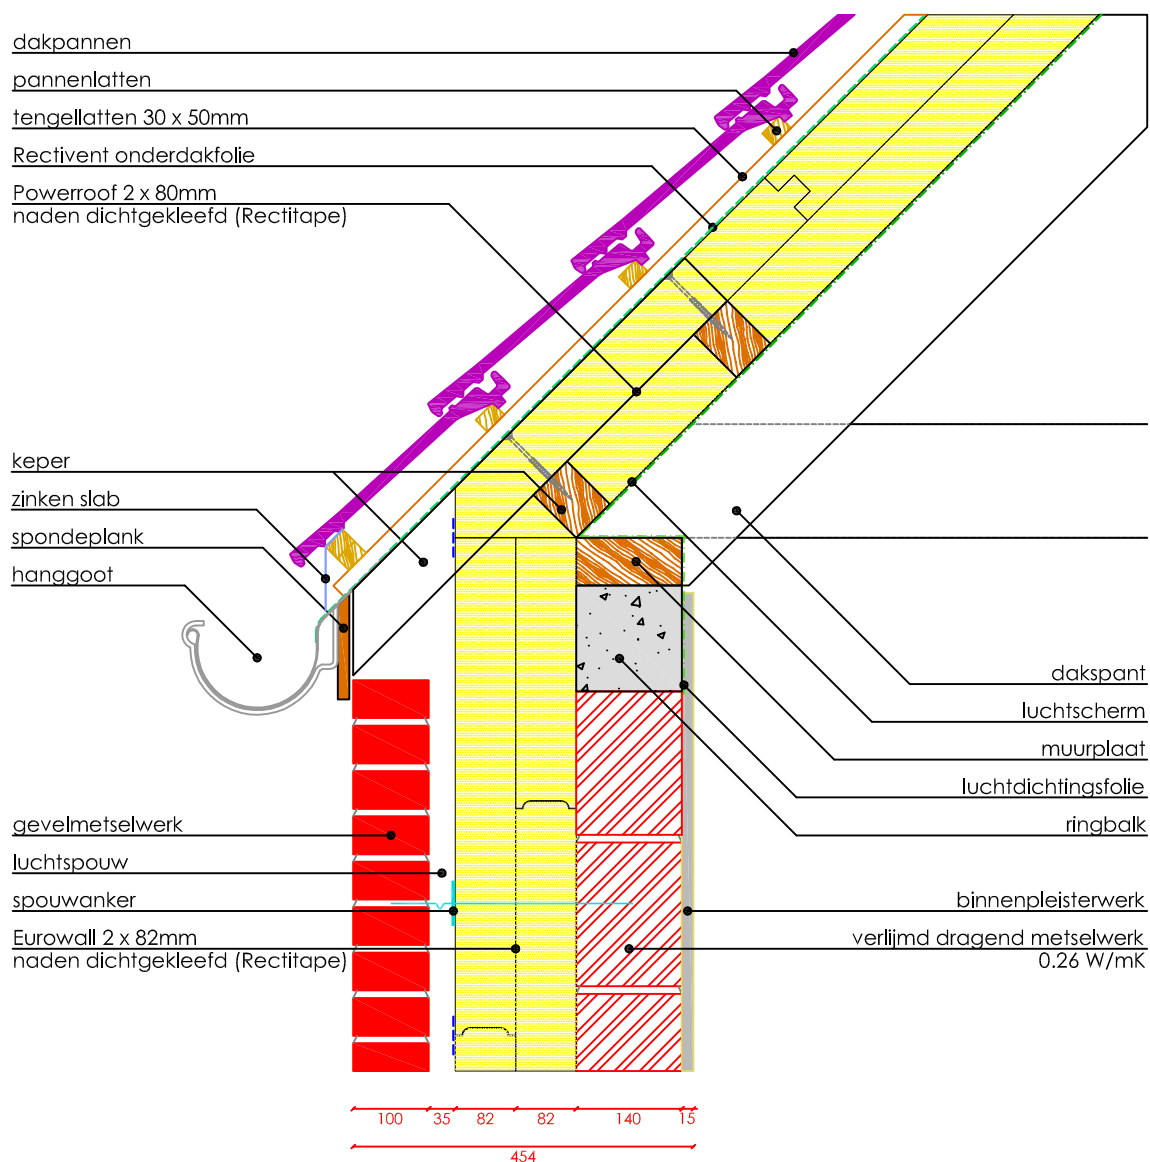 dakpannen
pannenlatten
tengellatten 30 x 50mm
Rectivent onderdakfolie
Powerroof 2 x 80mm
naden dichtgekleefd (Rectitape)
keper
zinken slab
spondeplank
hanggoot
gevelmetselwerk
luchtspouw
spouwanker
Eurowall 2 x 82mm
naden dichtgekleefd (Rectitape)
dakspant
luchtscherm
muurplaat
luchtdichtingsfolie
ringbalk
binnenpleisterwerk
verlijmd dragend metselwerk
0.26 W/mK
100 35 82 82 140 15
454